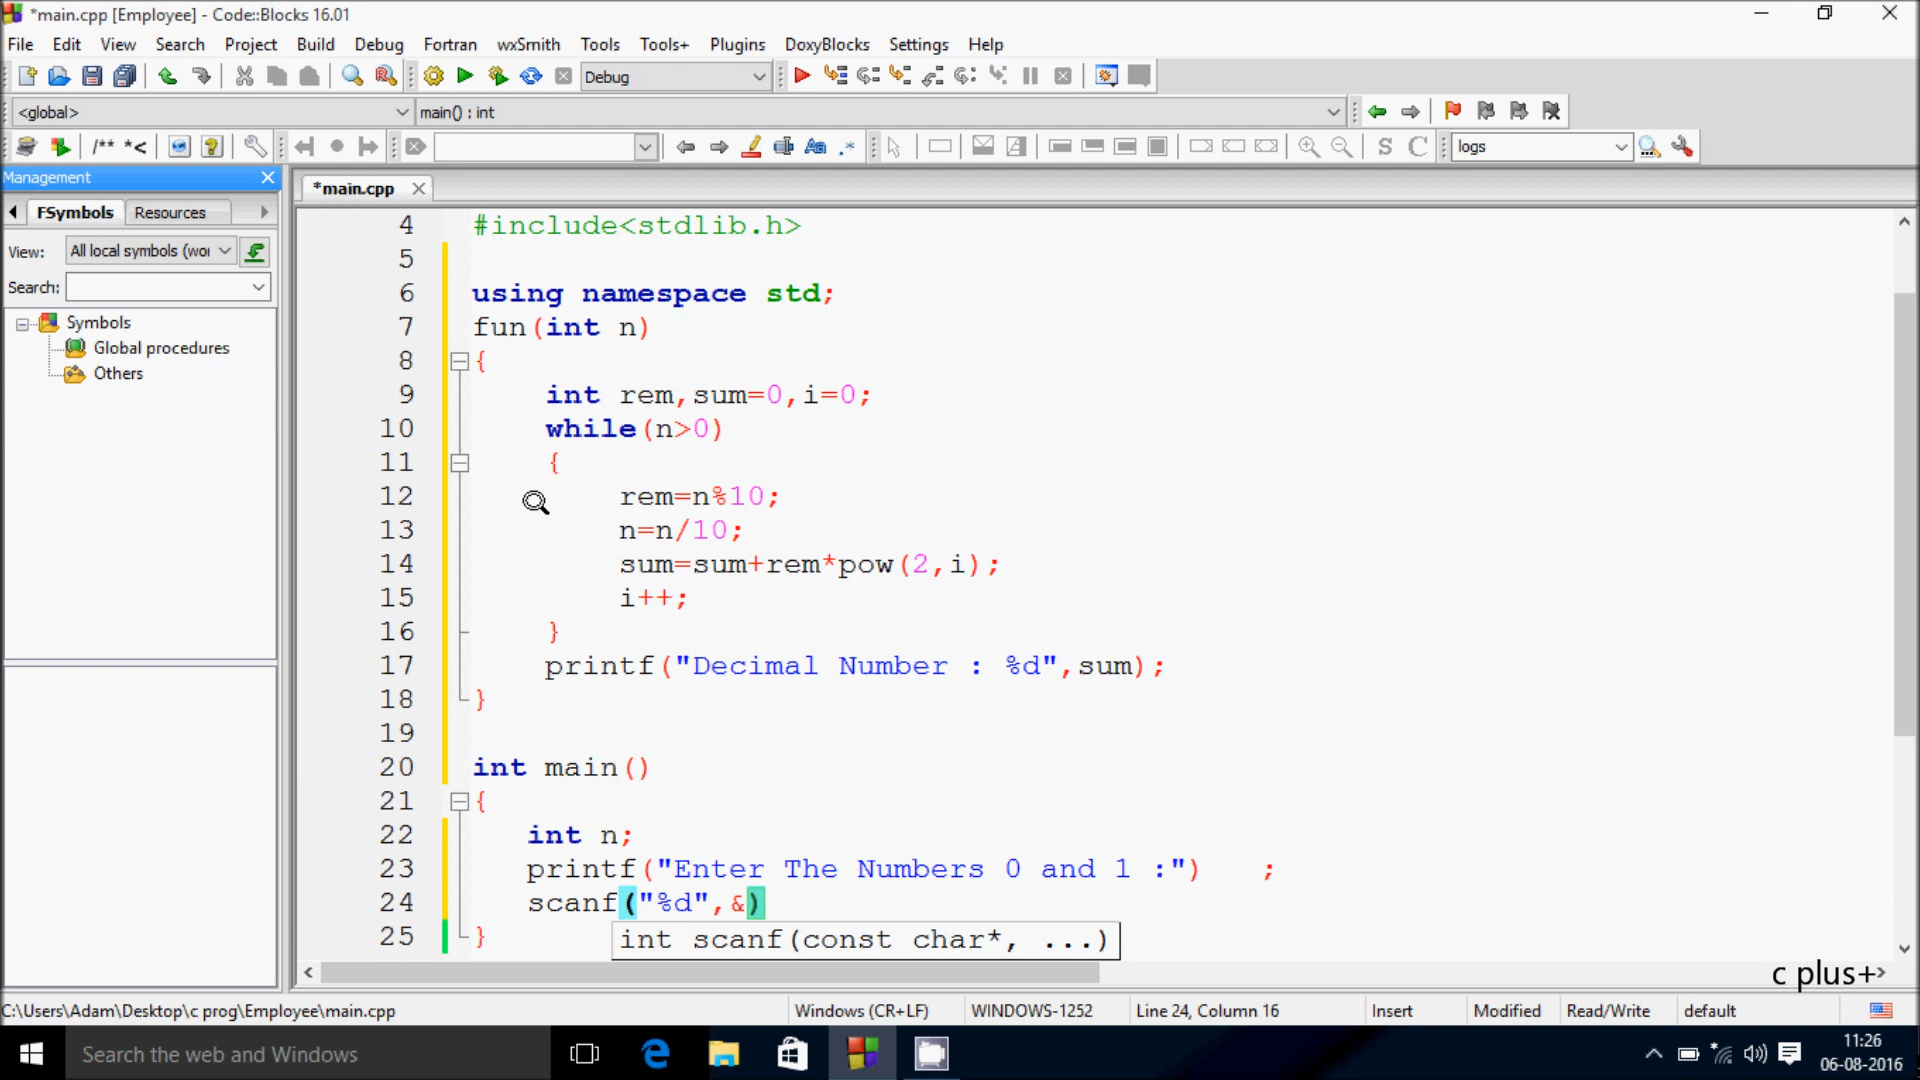 *main.cpp [Employee] - Code::Blocks 16.01
File Edit View Search Project Build Debug Fortran wxSmith Tools Tools+ Plugins DoxyBlocks Settings Help
Debug
<global> main() : int
/** *< Aa .* S C logs
Management
FSymbols Resources
View: All local symbols (wor
Search:
Symbols
Global procedures
Others
*main.cpp
4 #include<stdlib.h>
5
6 using namespace std;
7 fun(int n)
8 {
9 int rem,sum=0,i=0;
10 while(n>0)
11 {
12 rem=n%10;
13 n=n/10;
14 sum=sum+rem*pow(2,i);
15 i++;
16 }
17 printf("Decimal Number : %d",sum);
18 }
19
20 int main()
21 {
22 int n;
23 printf("Enter The Numbers 0 and 1 :") ;
24 scanf("%d",&)
25 }
int scanf(const char*, ...)
c plus+
C:\Users\Adam\Desktop\c prog\Employee\main.cpp Windows (CR+LF) WINDOWS-1252 Line 24, Column 16 Insert Modified Read/Write default
Search the web and Windows
11:26
06-08-2016